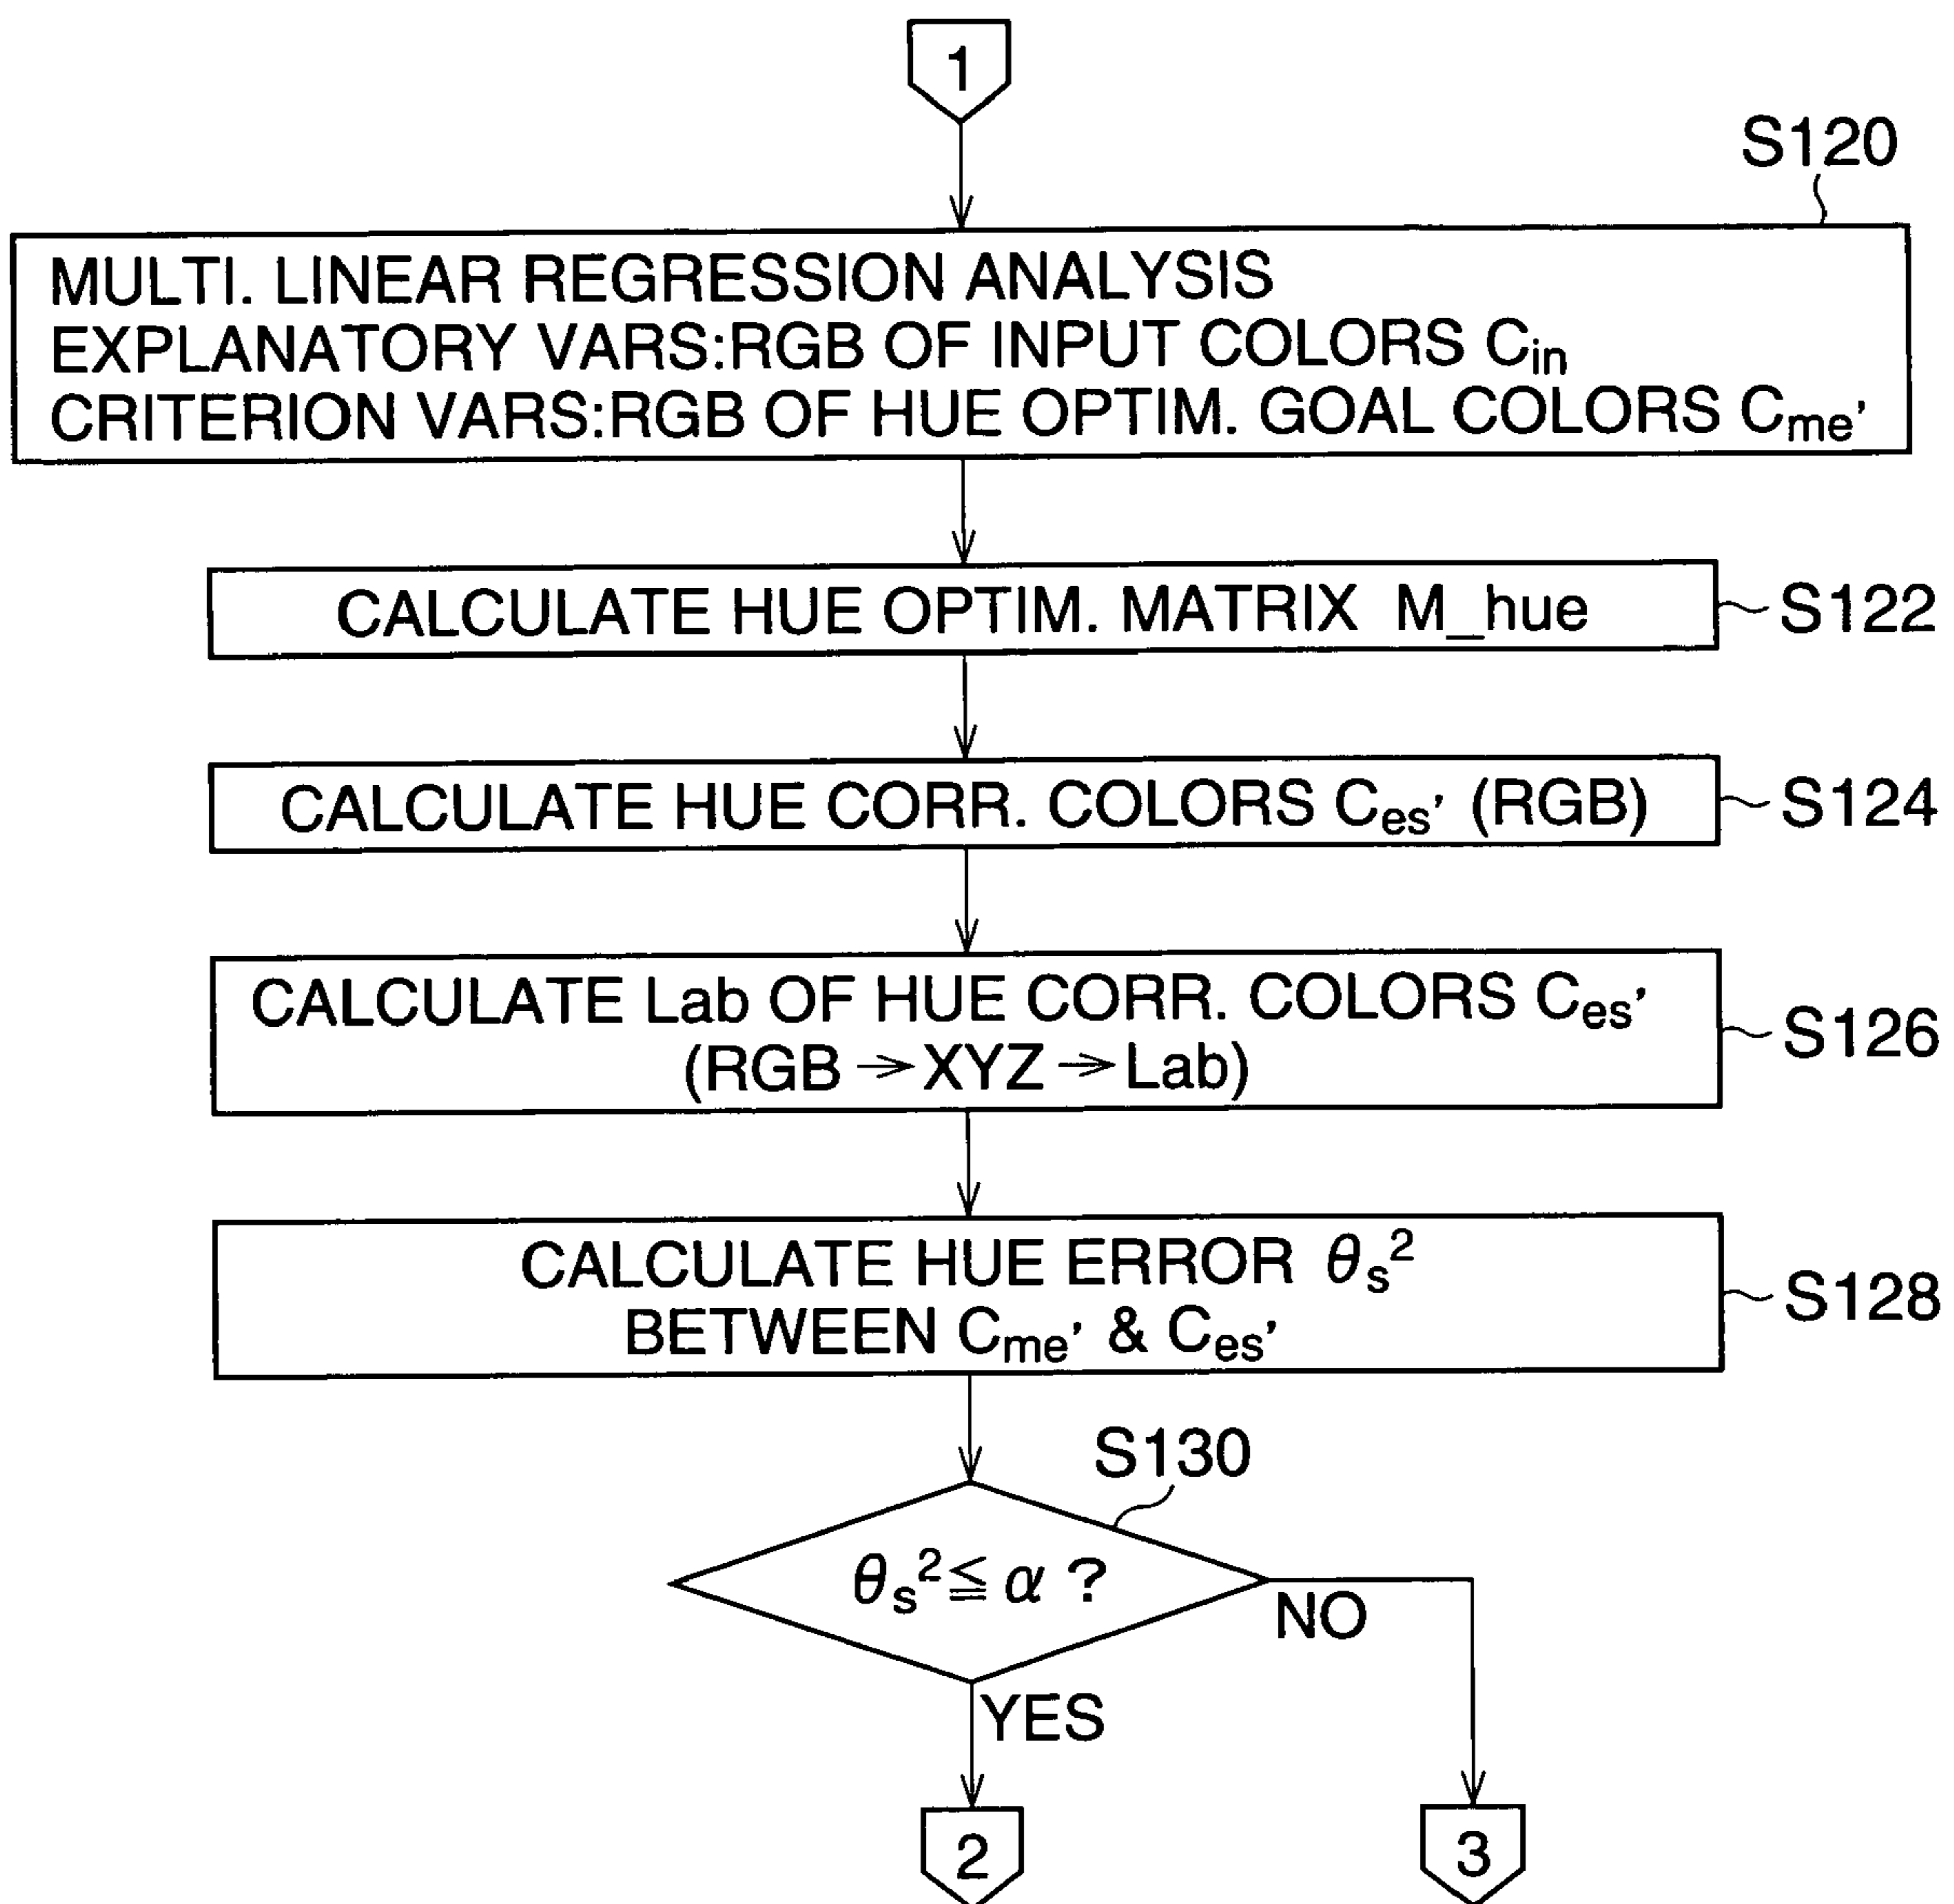 1
S120
MULTI. LINEAR REGRESSION ANALYSIS
EXPLANATORY VARS:RGB OF INPUT COLORS Cin
CRITERION VARS:RGB OF HUE OPTIM. GOAL COLORS Cme'
CALCULATE HUE OPTIM. MATRIX M_hue
S122
CALCULATE HUE CORR. COLORS Ces' (RGB)
S124
CALCULATE Lab OF HUE CORR. COLORS Ces'
(RGB → XYZ → Lab)
S126
CALCULATE HUE ERROR θs²
BETWEEN Cme' & Ces'
S128
S130
θs² ≦ α ?
NO
YES
2
3